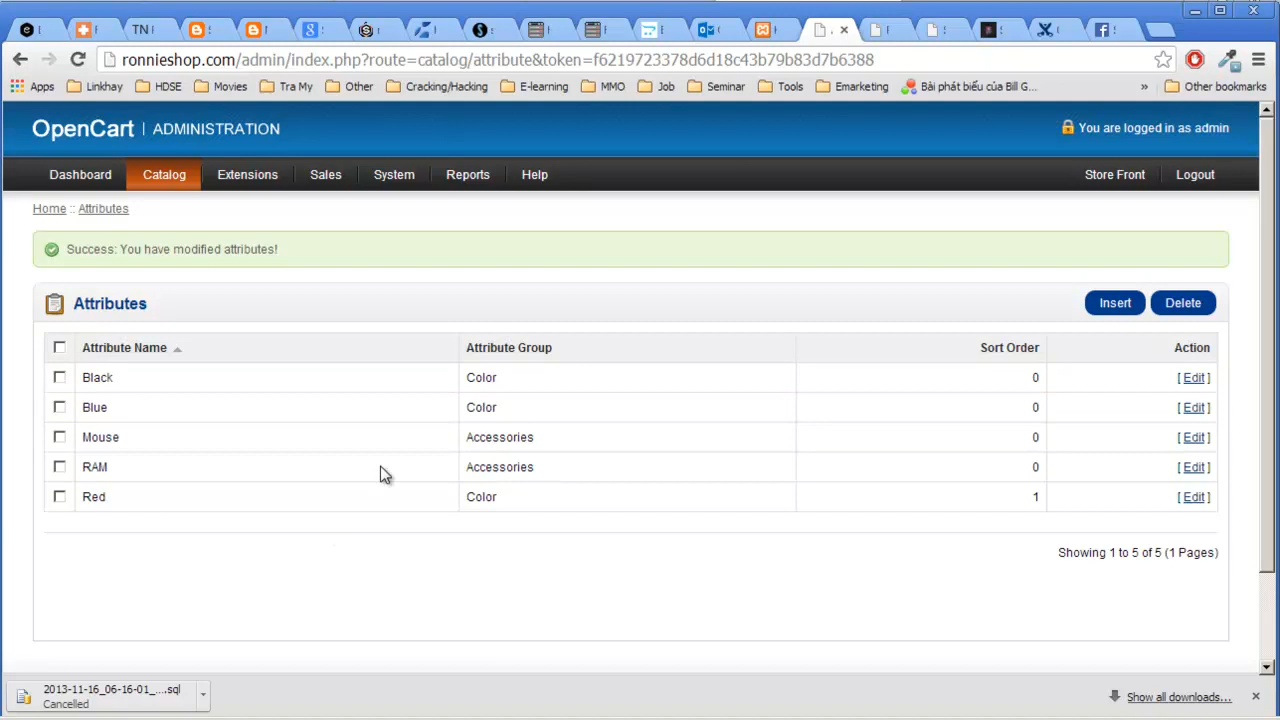 TN
ronnieshop.com/admin/index.php?route=catalog/attribute&token=f6219723378d6d18c43b79b83d7b6388
Apps Linkhay HDSE Movies Tra My Other Cracking/Hacking E-learning MMO Job Seminar Tools Emarketing Bài phát biểu của Bill G... » Other bookmarks
OpenCart | ADMINISTRATION
You are logged in as admin
Dashboard Catalog Extensions Sales System Reports Help Store Front Logout
Home :: Attributes
Success: You have modified attributes!
Attributes
Insert Delete
Attribute Name Attribute Group Sort Order Action
Black Color 0 [ Edit ]
Blue Color 0 [ Edit ]
Mouse Accessories 0 [ Edit ]
RAM Accessories 0 [ Edit ]
Red Color 1 [ Edit ]
Showing 1 to 5 of 5 (1 Pages)
2013-11-16_06-16-01_....sql
Cancelled
Show all downloads...